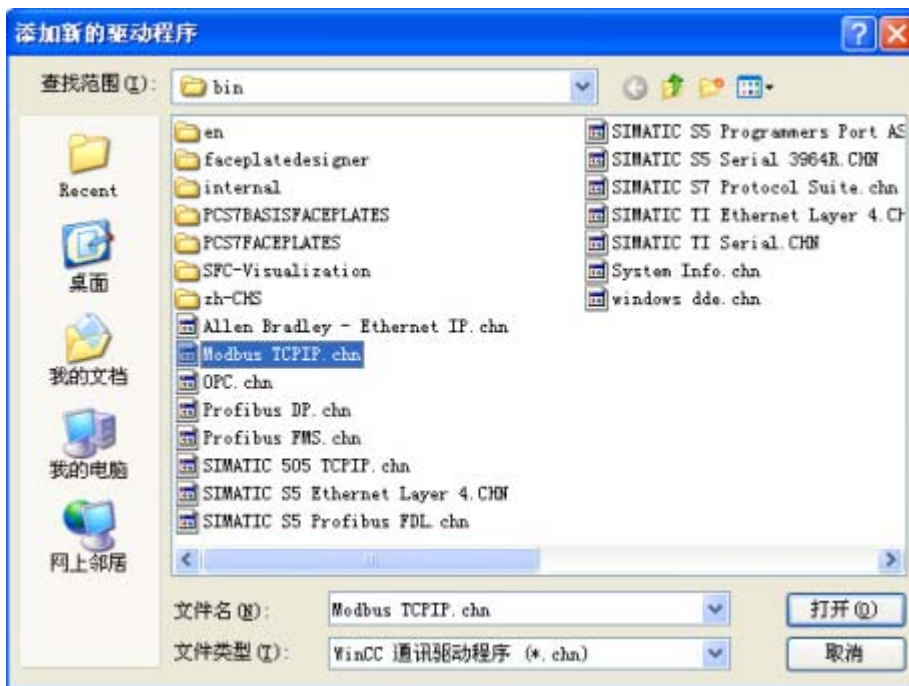 添加新的驱动程序
查找范围(I):
bin
Recent
桌面
我的文档
我的电脑
网上邻居
en
faceplatedesigner
internal
PCS7BASISFACEPLATES
PCS7FACEPLATES
SFC-Visualization
zh-CHS
Allen Bradley - Ethernet IP.chn
Modbus TCPIP.chn
OPC.chn
Profibus DP.chn
Profibus FMS.chn
SIMATIC 505 TCPIP.chn
SIMATIC S5 Ethernet Layer 4.CHN
SIMATIC S5 Profibus FDL.chn
SIMATIC S5 Programmers Port AS
SIMATIC S5 Serial 3964R.CHN
SIMATIC S7 Protocol Suite.chn
SIMATIC TI Ethernet Layer 4.CH
SIMATIC TI Serial.CHN
System Info.chn
windows dde.chn
文件名(N):
Modbus TCPIP.chn
打开(O)
文件类型(T):
WinCC 通讯驱动程序 (*.chn)
取消